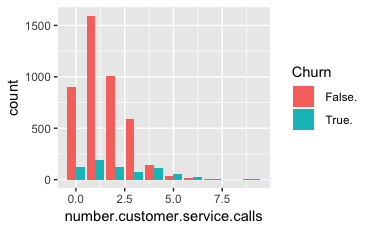 1500
1000
500
0
count
0.0 2.5 5.0 7.5
number.customer.service.calls
Churn
False.
True.